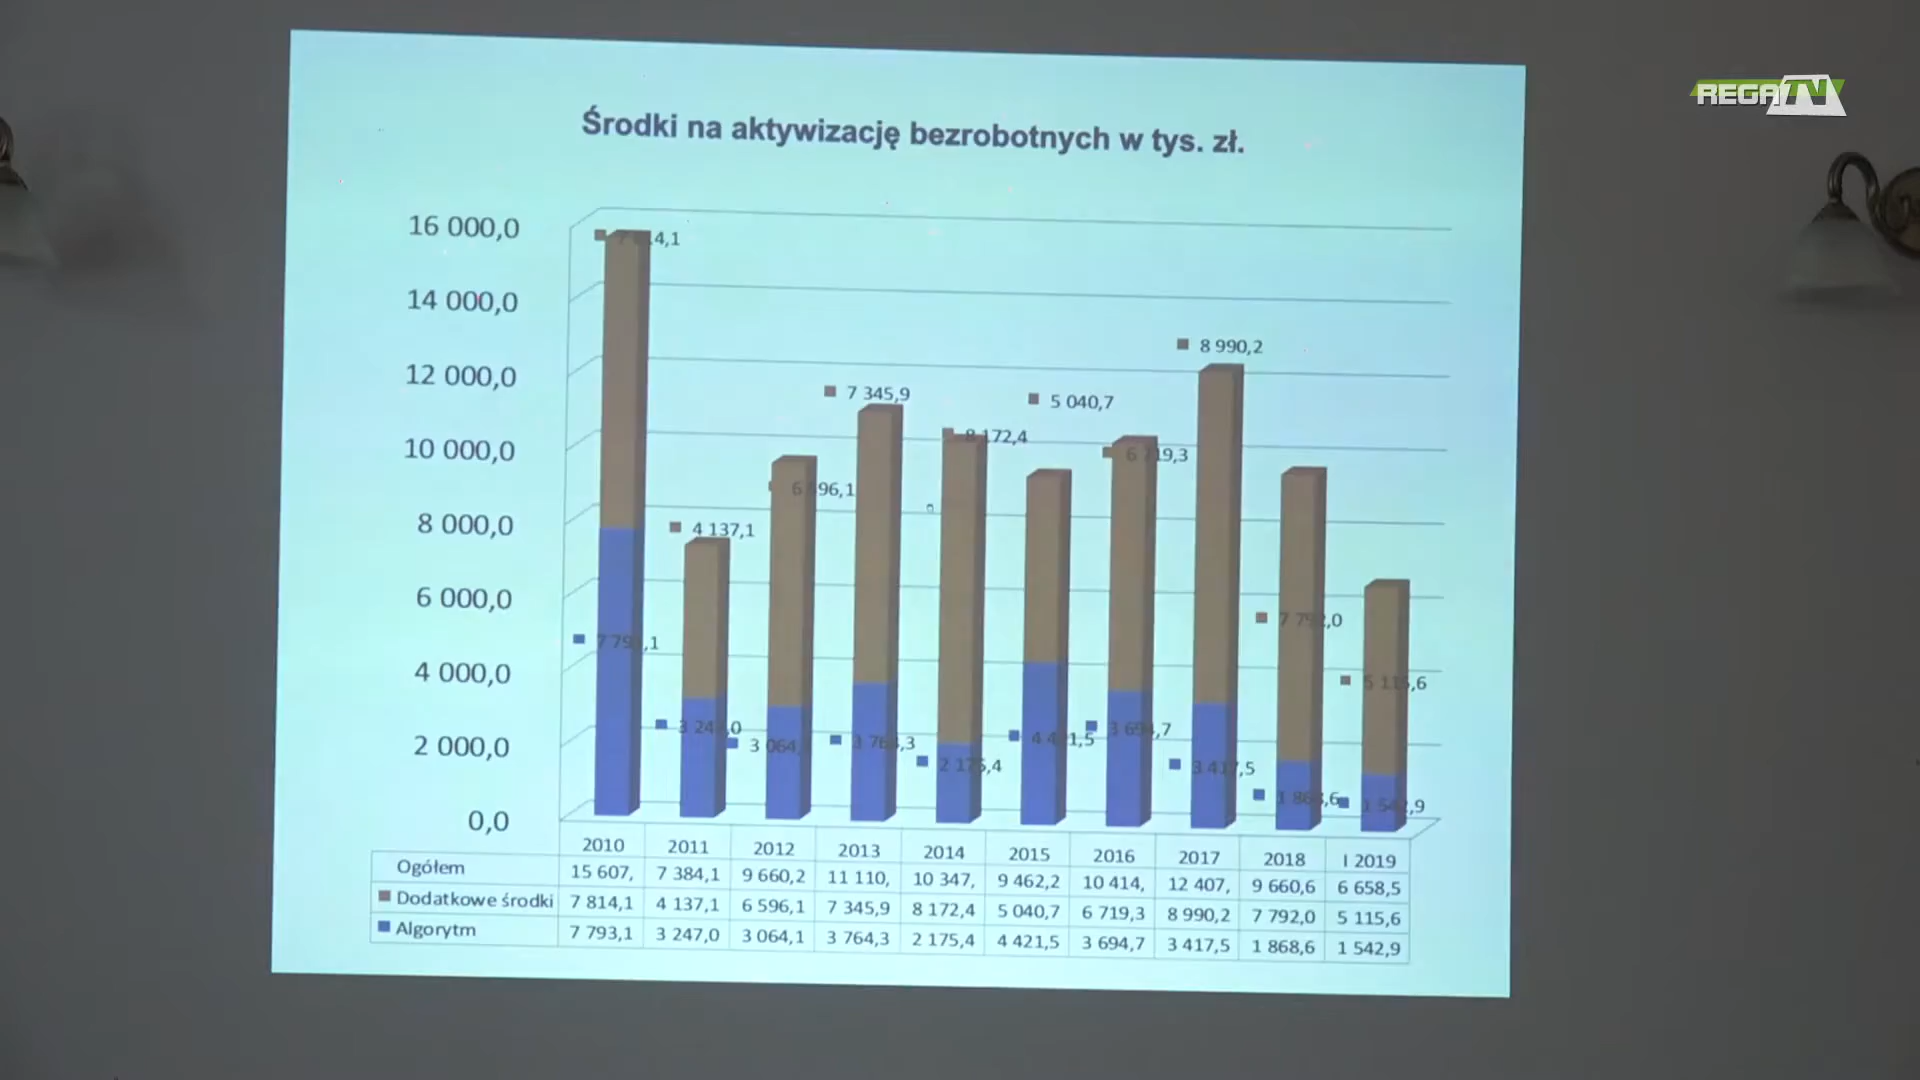 REGA TV
Środki na aktywizację bezrobotnych w tys. zł.
16 000,0
14 000,0
12 000,0
10 000,0
8 000,0
6 000,0
4 000,0
2 000,0
0,0
4,1
4 137,1
7 345,9
8 172,4
5 040,7
8 990,2
2010 2011 2012 2013 2014 2015 2016 2017 2018 I 2019
Ogółem 15 607, 7 384,1 9 660,2 11 110, 10 347, 9 462,2 10 414, 12 407, 9 660,6 6 658,5
Dodatkowe środki 7 814,1 4 137,1 6 596,1 7 345,9 8 172,4 5 040,7 6 719,3 8 990,2 7 792,0 5 115,6
Algorytm 7 793,1 3 247,0 3 064,1 3 764,3 2 175,4 4 421,5 3 694,7 3 417,5 1 868,6 1 542,9